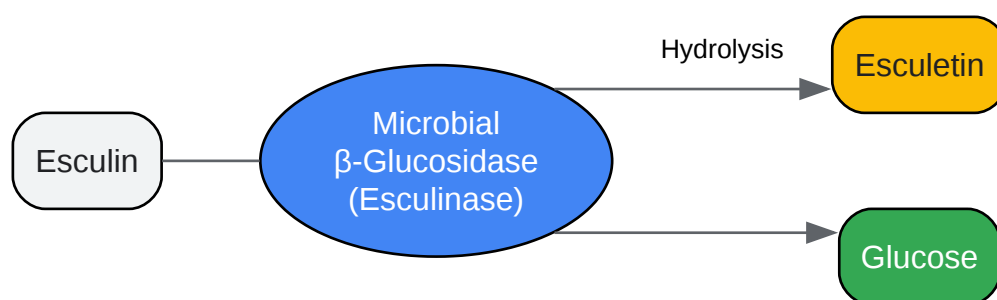 Hydrolysis
Esculetin
Microbial
Esculin
β-Glucosidase
(Esculinase)
Glucose